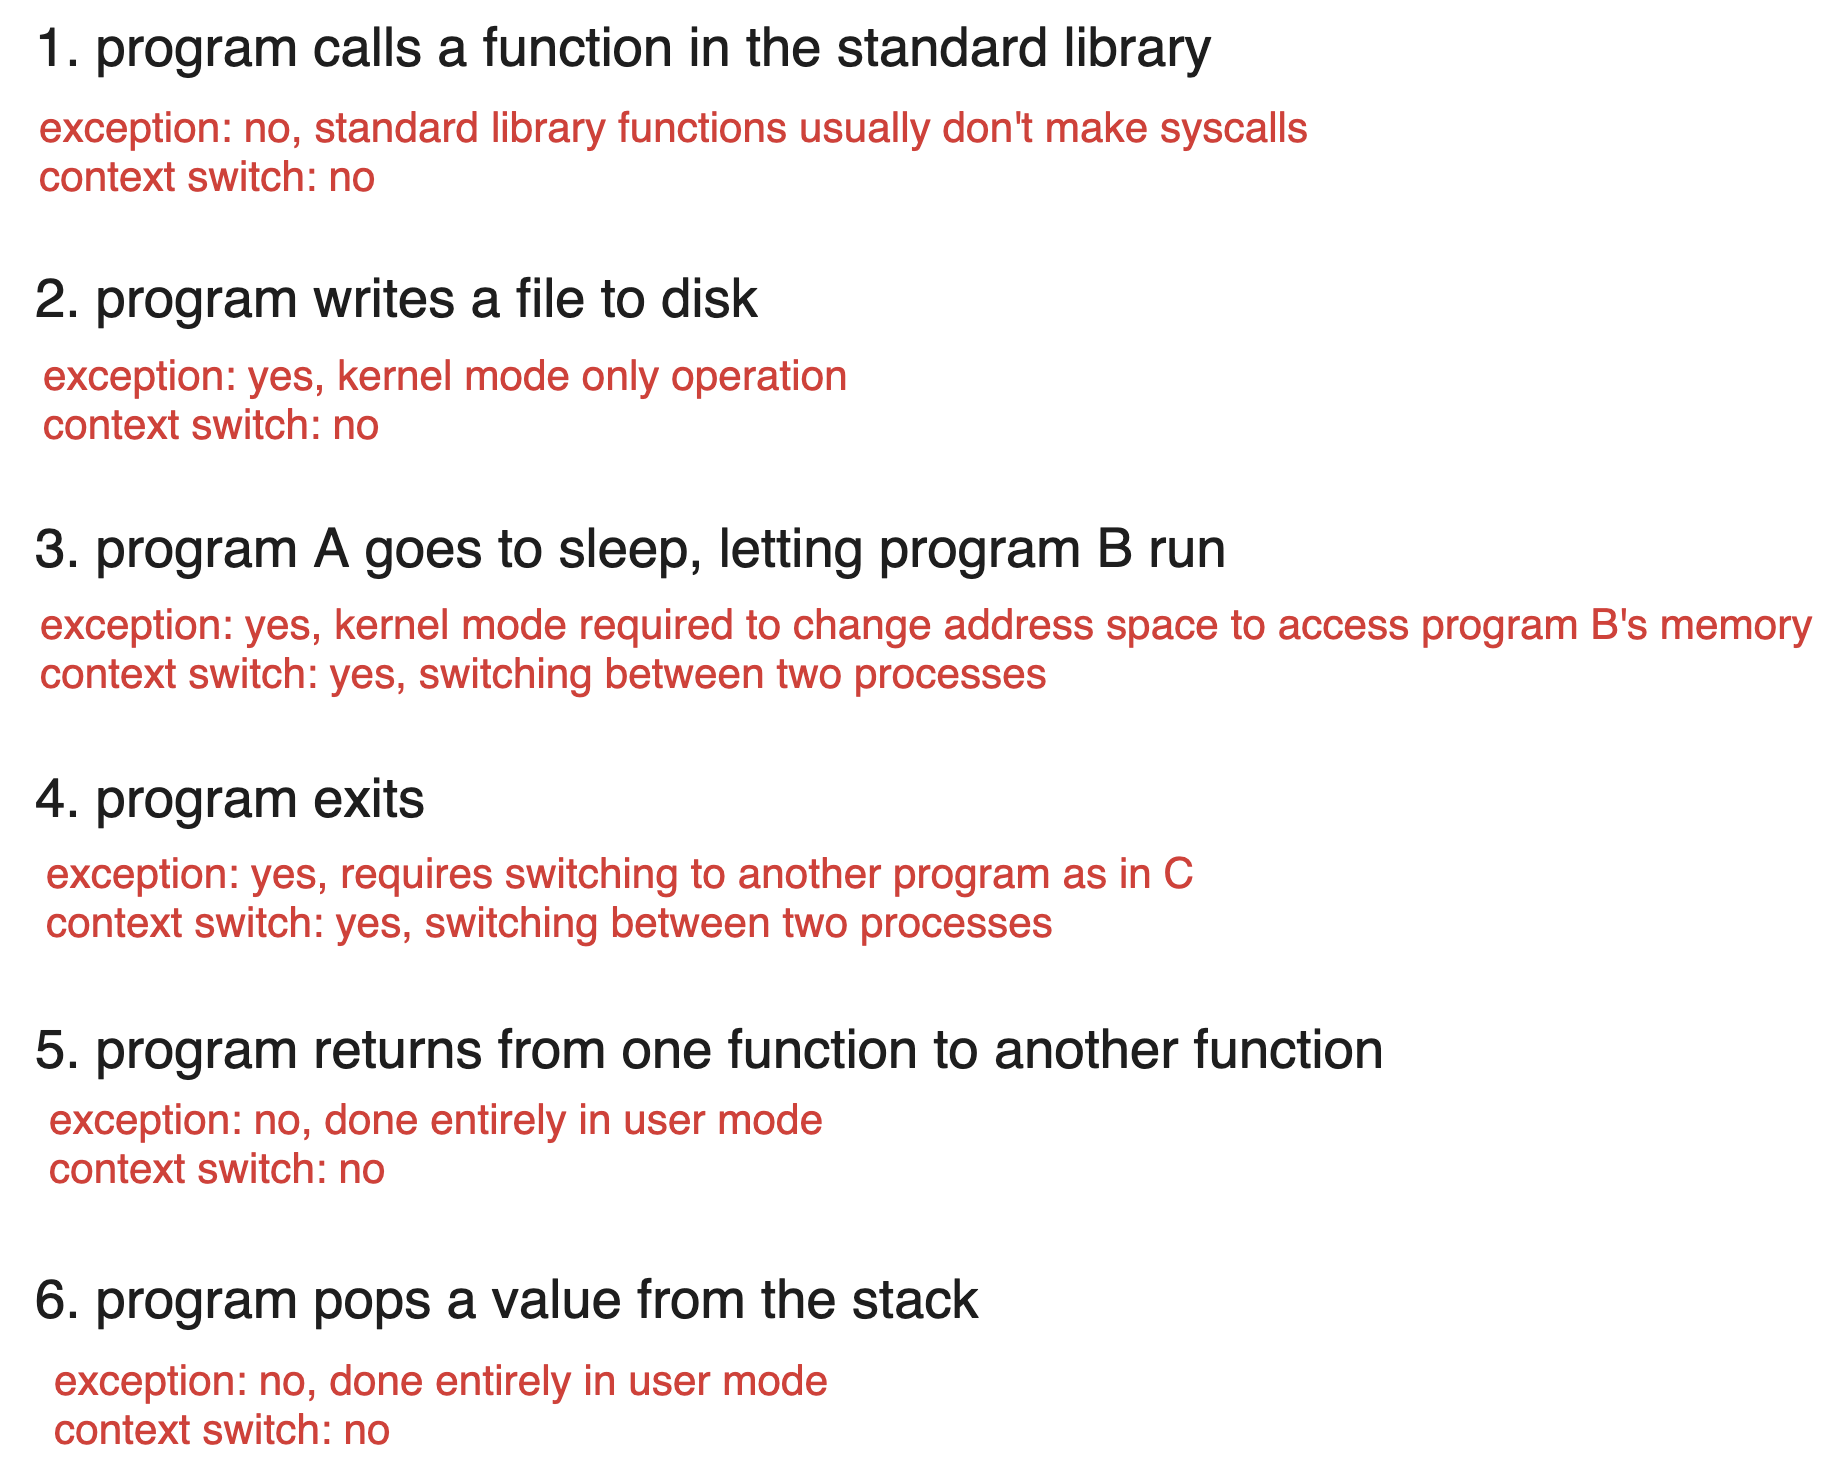 1. program calls a function in the standard library
exception: no, standard library functions usually don't make syscalls
context switch: no
2. program writes a file to disk
exception: yes, kernel mode only operation
context switch: no
3. program A goes to sleep, letting program B run
exception: yes, kernel mode required to change address space to access program B's memory
context switch: yes, switching between two processes
4. program exits
exception: yes, requires switching to another program as in C
context switch: yes, switching between two processes
5. program returns from one function to another function
exception: no, done entirely in user mode
context switch: no
6. program pops a value from the stack
exception: no, done entirely in user mode
context switch: no